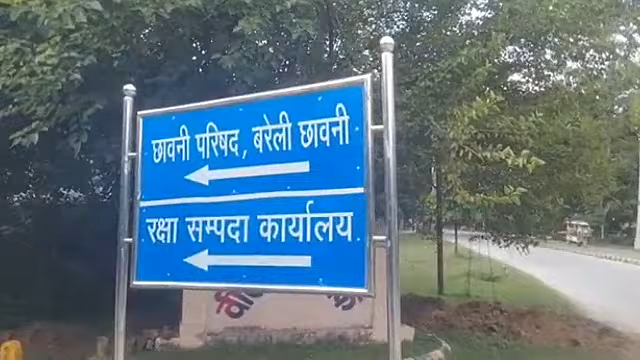 छावनी परिषद, बरेली छावनी
रक्षा सम्पदा कार्यालय